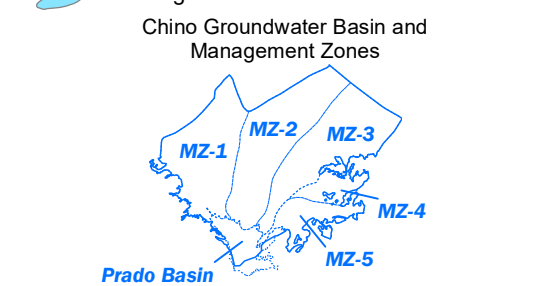 Chino Groundwater Basin and
Management Zones
MZ-1
MZ-2
MZ-3
MZ-4
MZ-5
Prado Basin